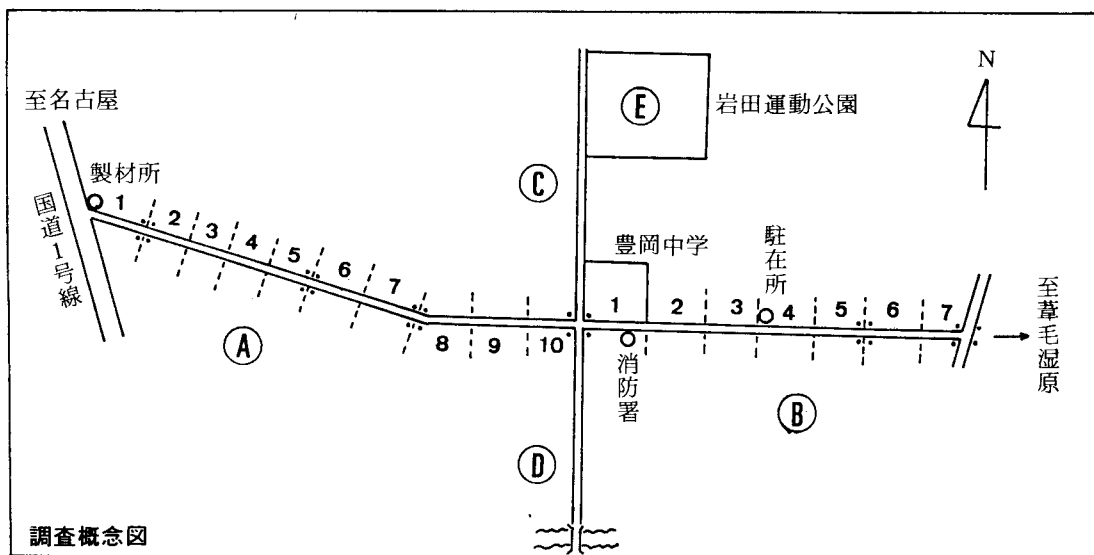 至名古屋
製材所
国道1号線
1 2 3 4 5 6 7
8 9 10
A
C
E
岩田運動公園
N
豊岡中学
駐在所
1 2 3 4 5 6 7
消防署
至葦毛湿原
B
D
調査概念図